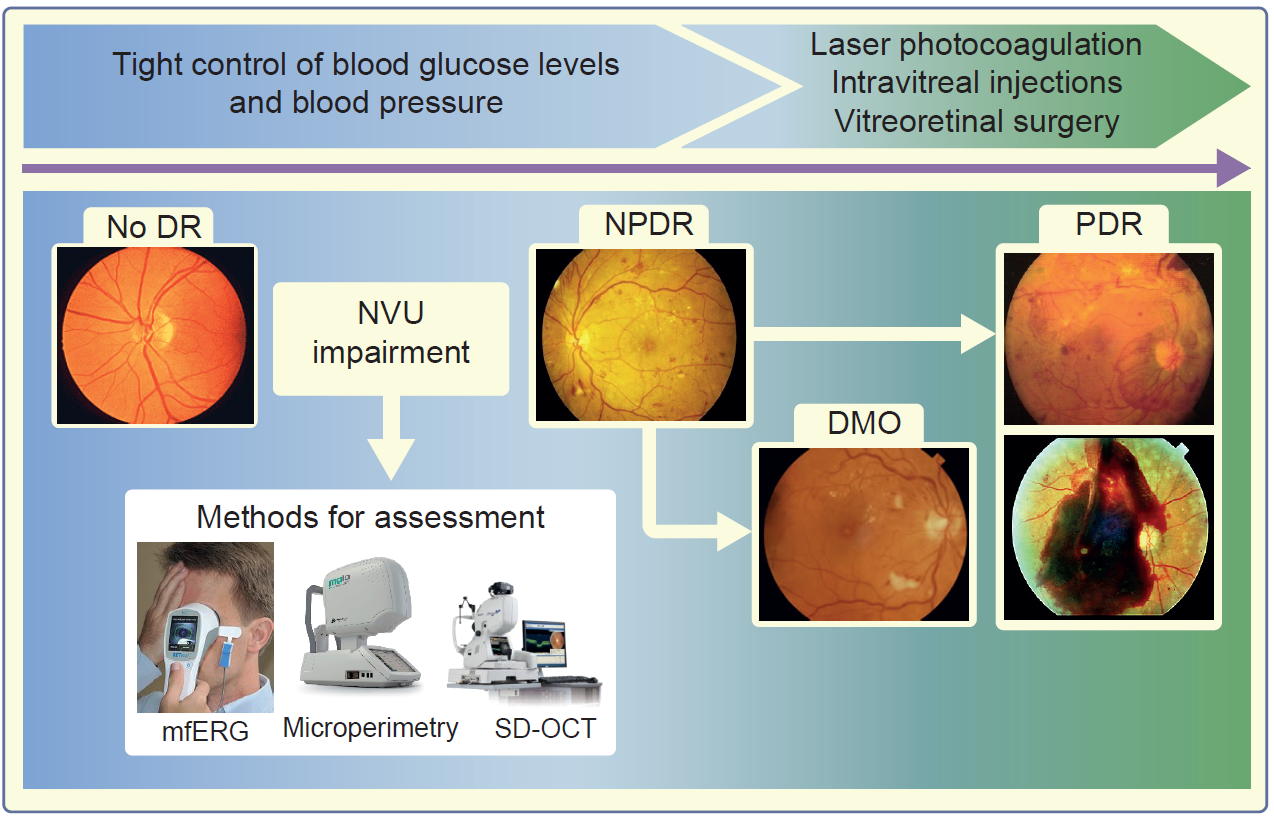 Tight control of blood glucose levels
and blood pressure
Laser photocoagulation
Intravitreal injections
Vitreoretinal surgery
No DR
NVU
impairment
NPDR
PDR
DMO
Methods for assessment
mfERG
Microperimetry
SD-OCT